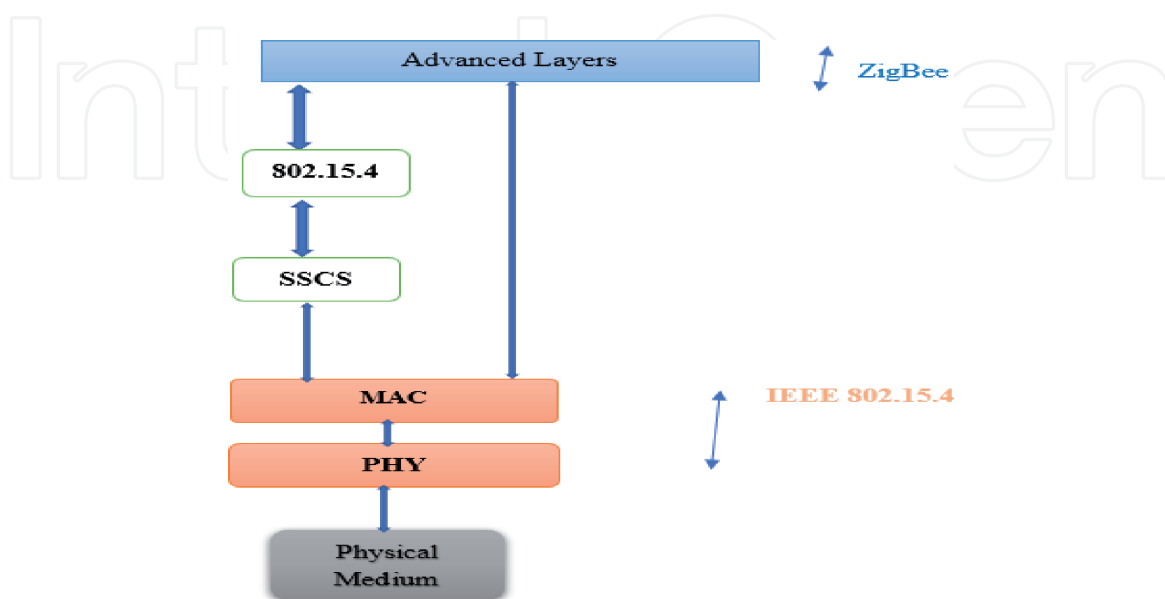 Advanced Layers
ZigBee
802.15.4
SSCS
MAC
IEEE 802.15.4
PHY
Physical
Medium